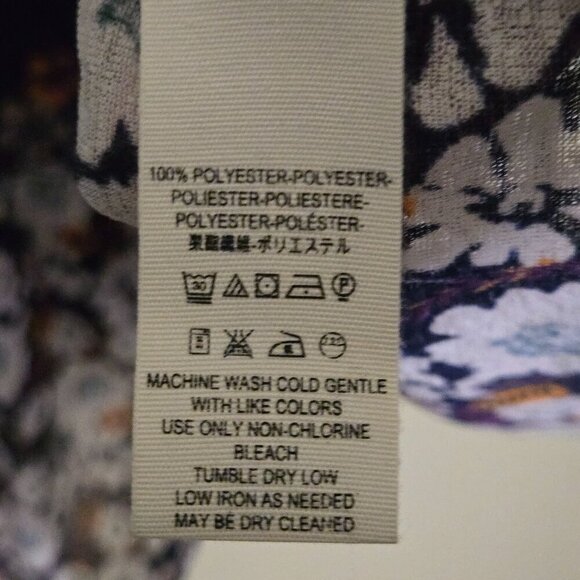 100% POLYESTER-POLYESTER-
POLIESTER-POLIESTERE-
POLYESTER-POLÉSTER-
聚酯纖維-ポリエステル
30 P
MACHINE WASH COLD GENTLE
WITH LIKE COLORS
USE ONLY NON-CHLORINE
BLEACH
TUMBLE DRY LOW
LOW IRON AS NEEDED
MAY BE DRY CLEANED